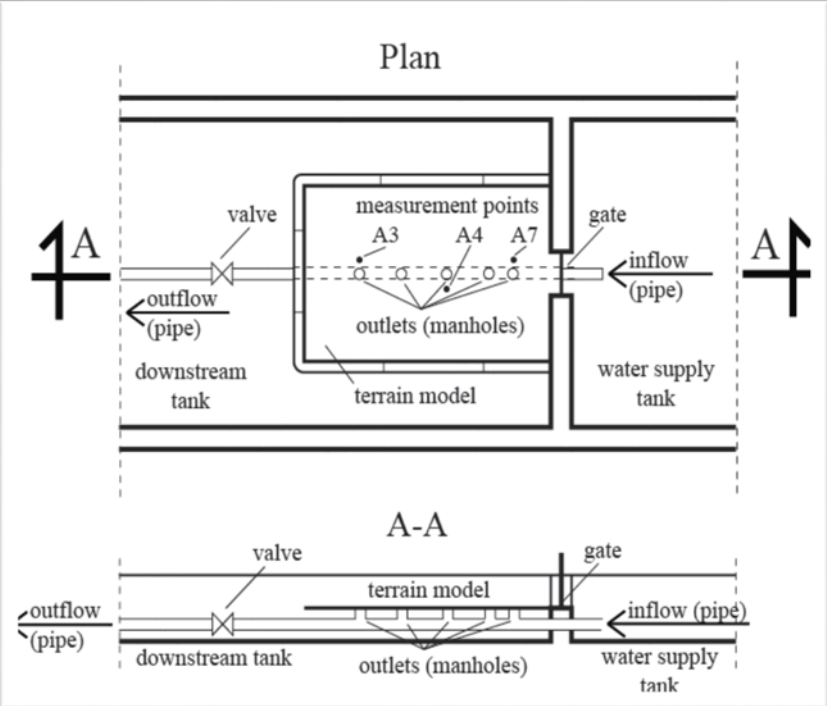 Plan
measurement points
valve
A3
A4
A7
gate
A
A
inflow
(pipe)
outflow
(pipe)
outlets (manholes)
downstream
tank
terrain model
water supply
tank
A-A
valve
gate
terrain model
outflow
(pipe)
inflow (pipe)
downstream tank
outlets (manholes)
water supply
tank